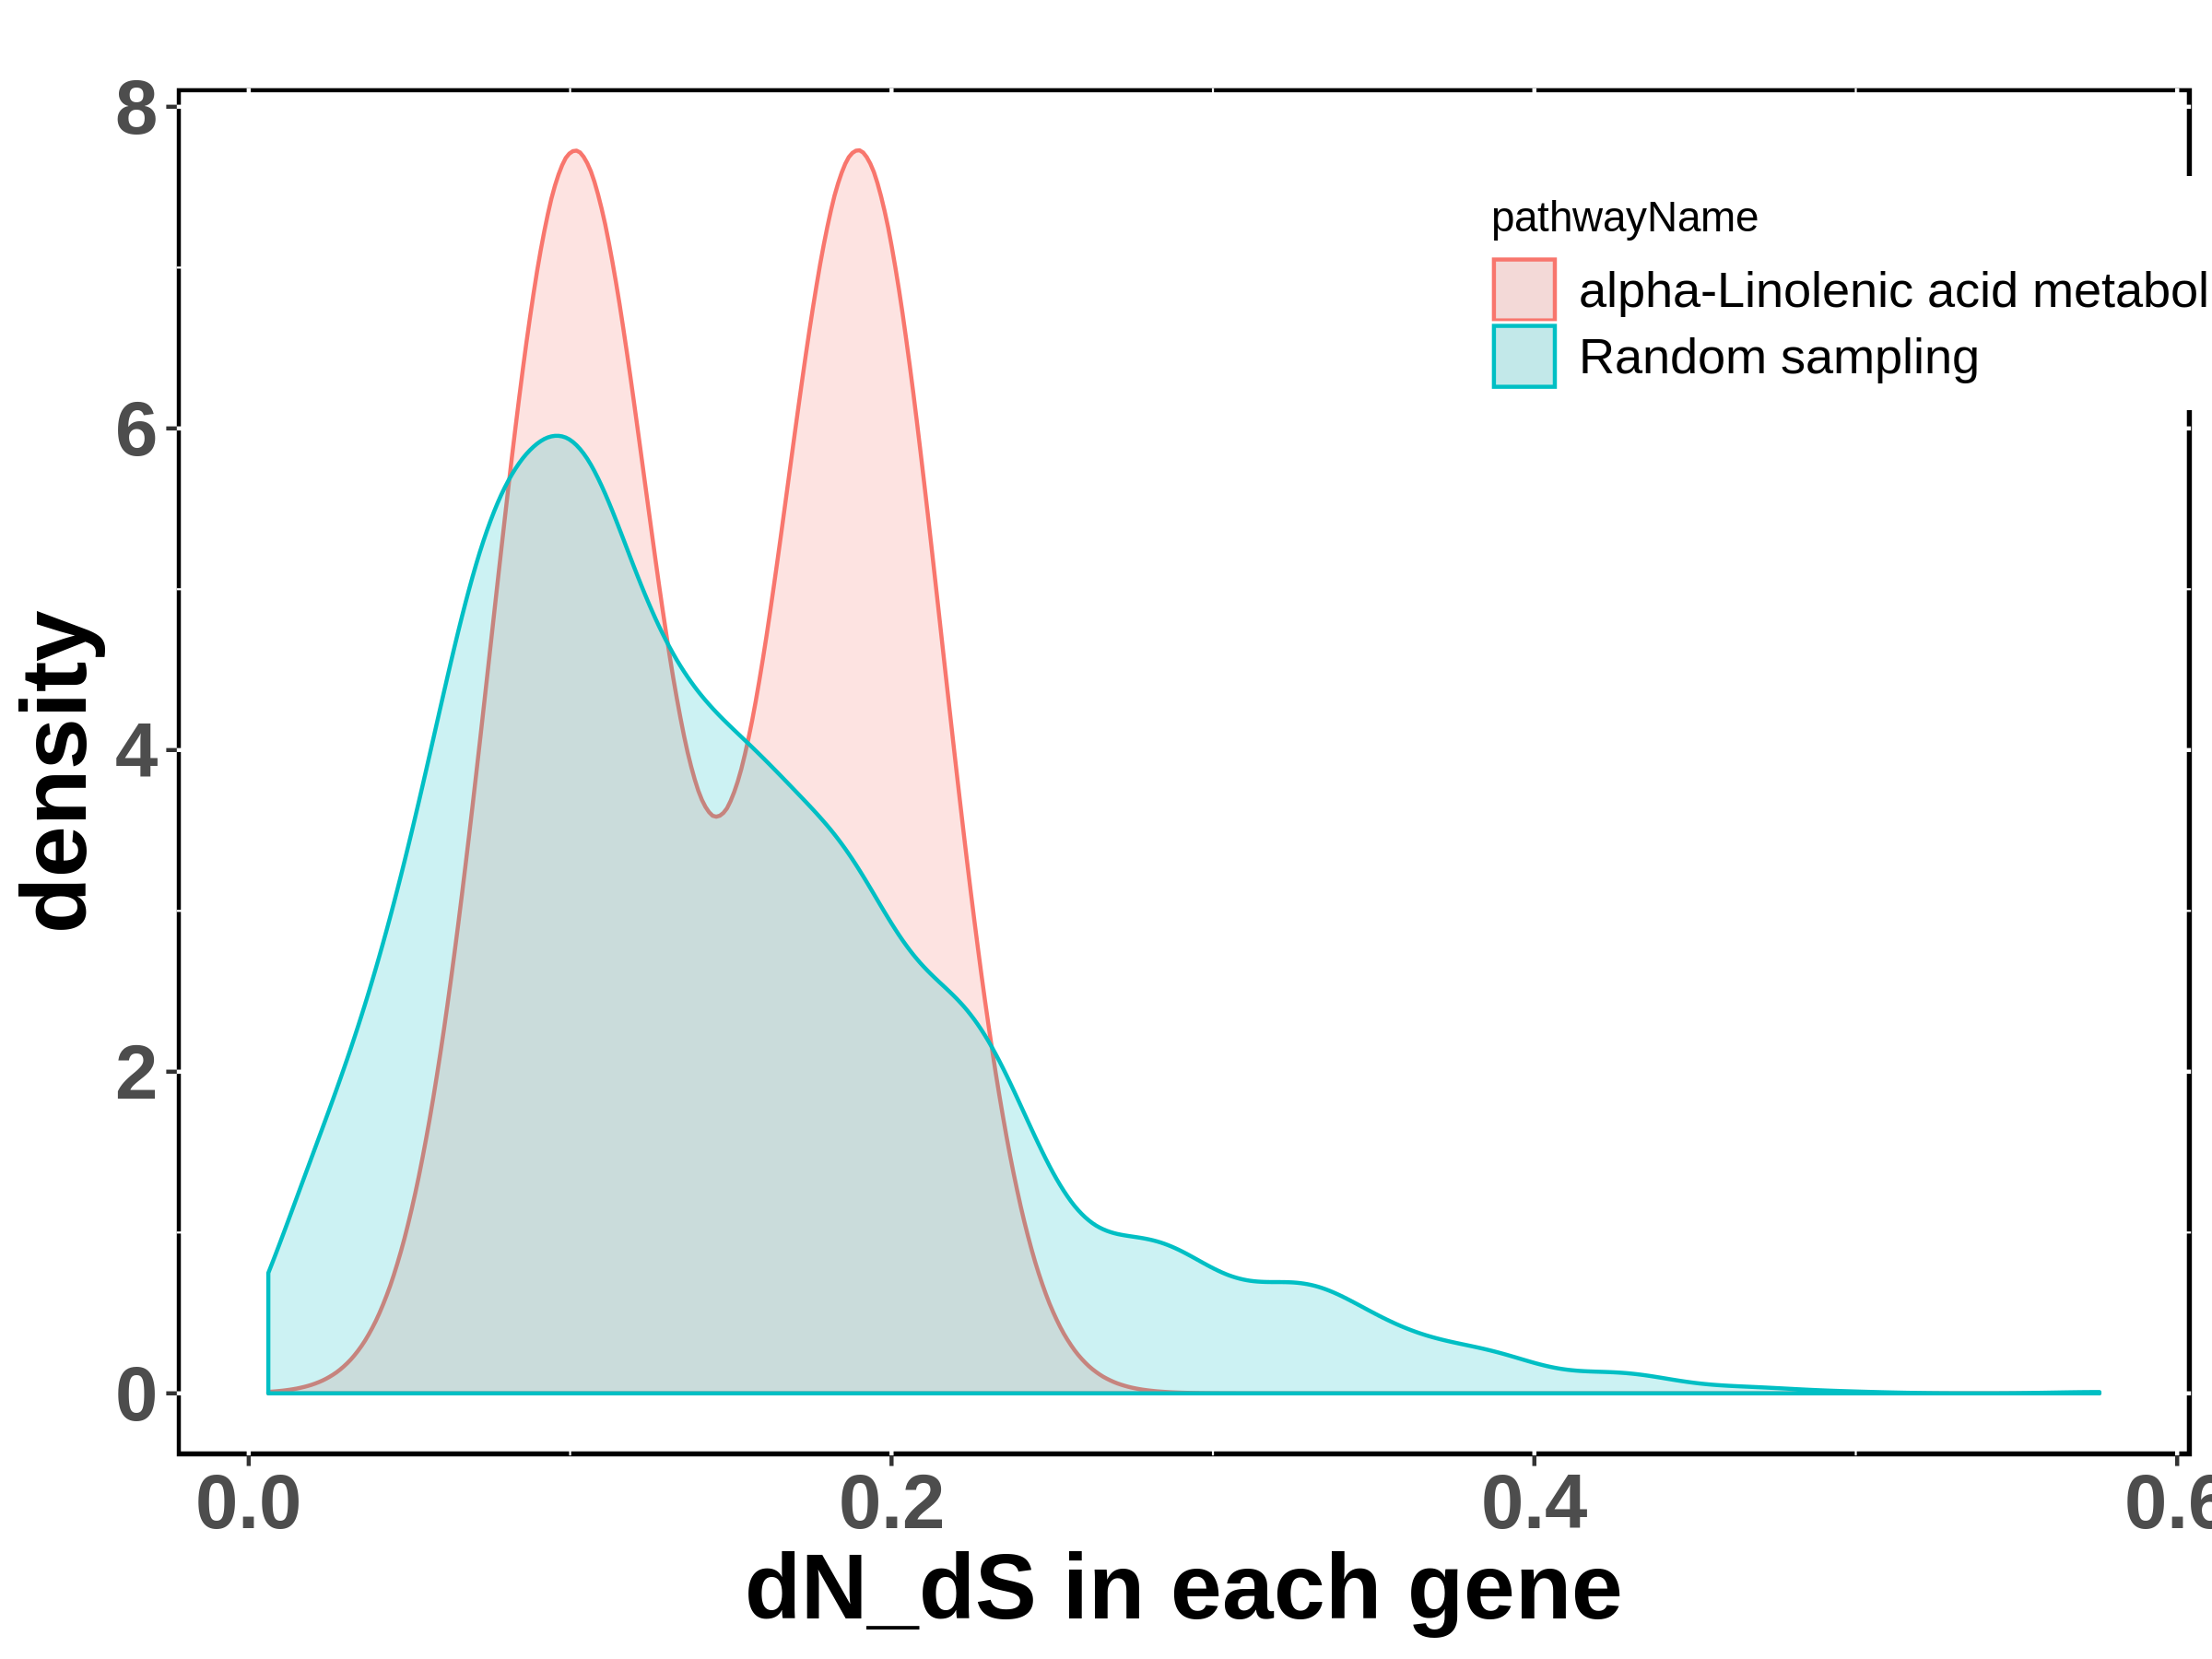 8
6
4
2
0
density
pathwayName
alpha-Linolenic acid metabol
Random sampling
0.0 0.2 0.4 0.6
dN_dS in each gene